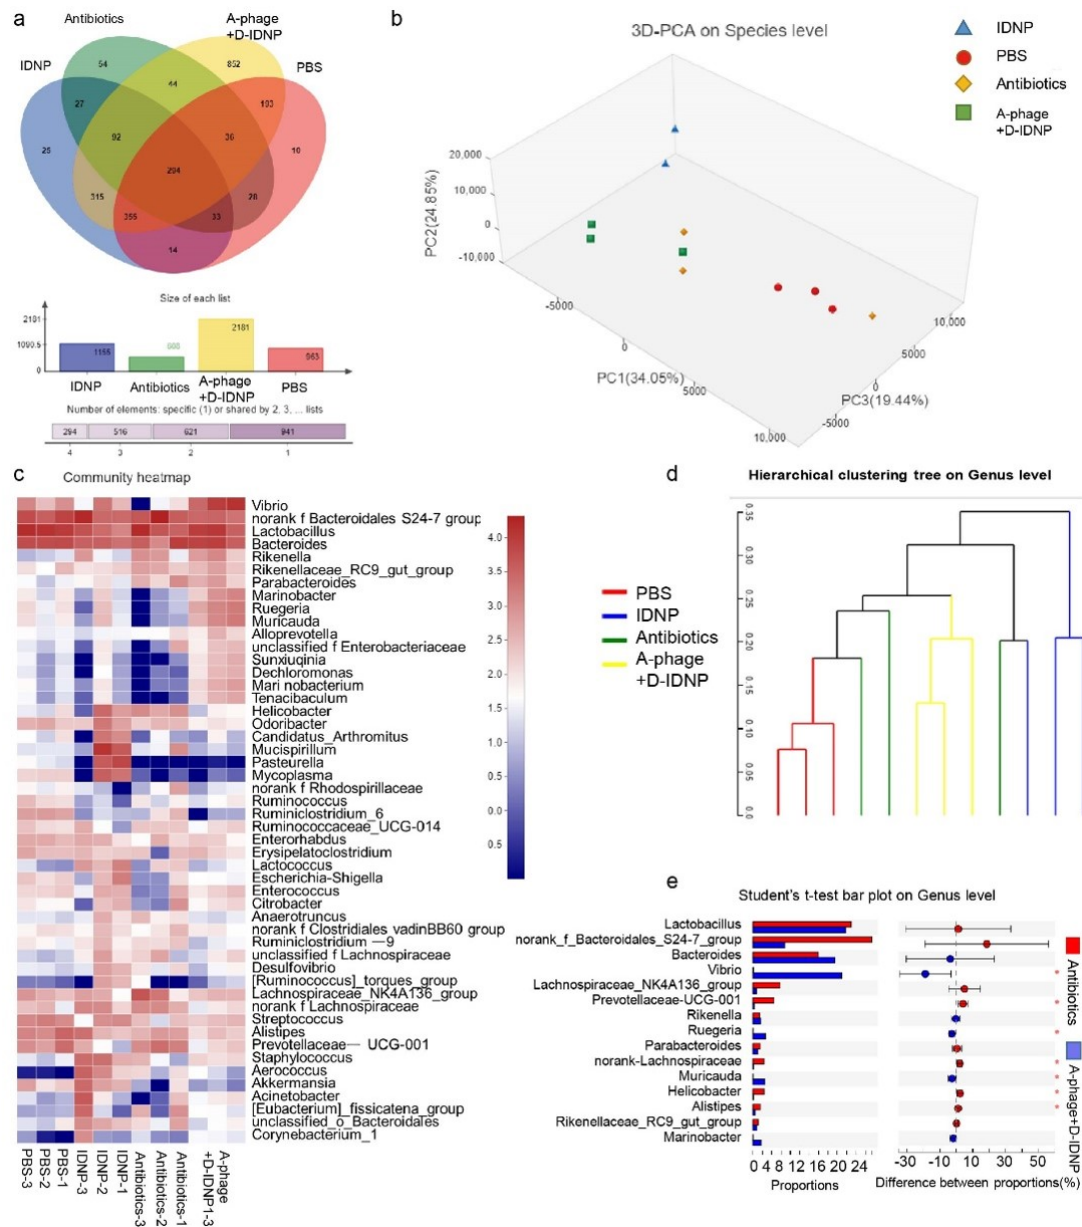 a
Antibiotics
A-phage
+D-IDNP
IDNP
PBS
54
852
44
27
103
25
92
36
10
294
315
28
355
33
14
Size of each list
2181
1090.5
0
1155
2181
963
IDNP
Antibiotics
A-phage
+D-IDNP
PBS
Number of elements: specific (1) or shared by 2, 3, ... lists
294
516
621
941
4
3
2
1
b
3D-PCA on Species level
IDNP
PBS
Antibiotics
A-phage
+D-IDNP
20,000
10,000
0
-10,000
PC2(24.85%)
-5000
0
PC1(34.05%)
5000
10,000
10,000
5000
0
PC3(19.44%)
-5000
c
Community heatmap
Vibrio
norank f Bacteroidales S24-7 group
Lactobacillus
Bacteroides
Rikenella
Rikenellaceae_RC9_gut_group
Parabacteroides
Marinobacter
Ruegeria
Muricauda
Alloprevotella
unclassified f Enterobacteriaceae
Sunxiuqinia
Dechloromonas
Mari nobacterium
Tenacibaculum
Helicobacter
Odoribacter
Candidatus_Arthromitus
Mucispirillum
Pasteurella
Mycoplasma
norank f Rhodospirillaceae
Ruminococcus
Ruminiclostridium_6
Ruminococcaceae_UCG-014
Enterorhabdus
Erysipelatoclostridium
Lactococcus
Escherichia-Shigella
Enterococcus
Citrobacter
Anaerotruncus
norank f Clostridiales vadinBB60 group
Ruminiclostridium —9
unclassified f Lachnospiraceae
Desulfovibrio
[Ruminococcus]_torques_group
Lachnospiraceae_NK4A136_group
norank f Lachnospiraceae
Streptococcus
Alistipes
Prevotellaceae— UCG-001
Staphylococcus
Aerococcus
Akkermansia
Acinetobacter
[Eubacterium]_fissicatena_group
unclassified_o_Bacteroidales
Corynebacterium_1
PBS-3
PBS-2
PBS-1
IDNP-3
IDNP-2
IDNP-1
Antibiotics-3
Antibiotics-2
Antibiotics-1
A-phage
+D-IDNP1-3
4.0
3.5
3.0
2.5
2.0
1.5
1.0
0.5
0.0
0.5
d
Hierarchical clustering tree on Genus level
PBS
IDNP
Antibiotics
A-phage
+D-IDNP
0.35
0.30
0.25
0.20
0.15
0.10
0.05
0.0
e
Student's t-test bar plot on Genus level
Lactobacillus
norank_f_Bacteroidales_S24-7_group
Bacteroides
Vibrio
Lachnospiraceae_NK4A136_group
Prevotellaceae-UCG-001
Rikenella
Ruegeria
Parabacteroides
norank-Lachnospiraceae
Muricauda
Helicobacter
Alistipes
Rikenellaceae_RC9_gut_group
Marinobacter
0 4 8 12 16 20 24
Proportions
-30 -10 10 30 50
Difference between proportions(%)
*
*
*
*
*
*
*
Antibiotics
A-phage+D-IDNP